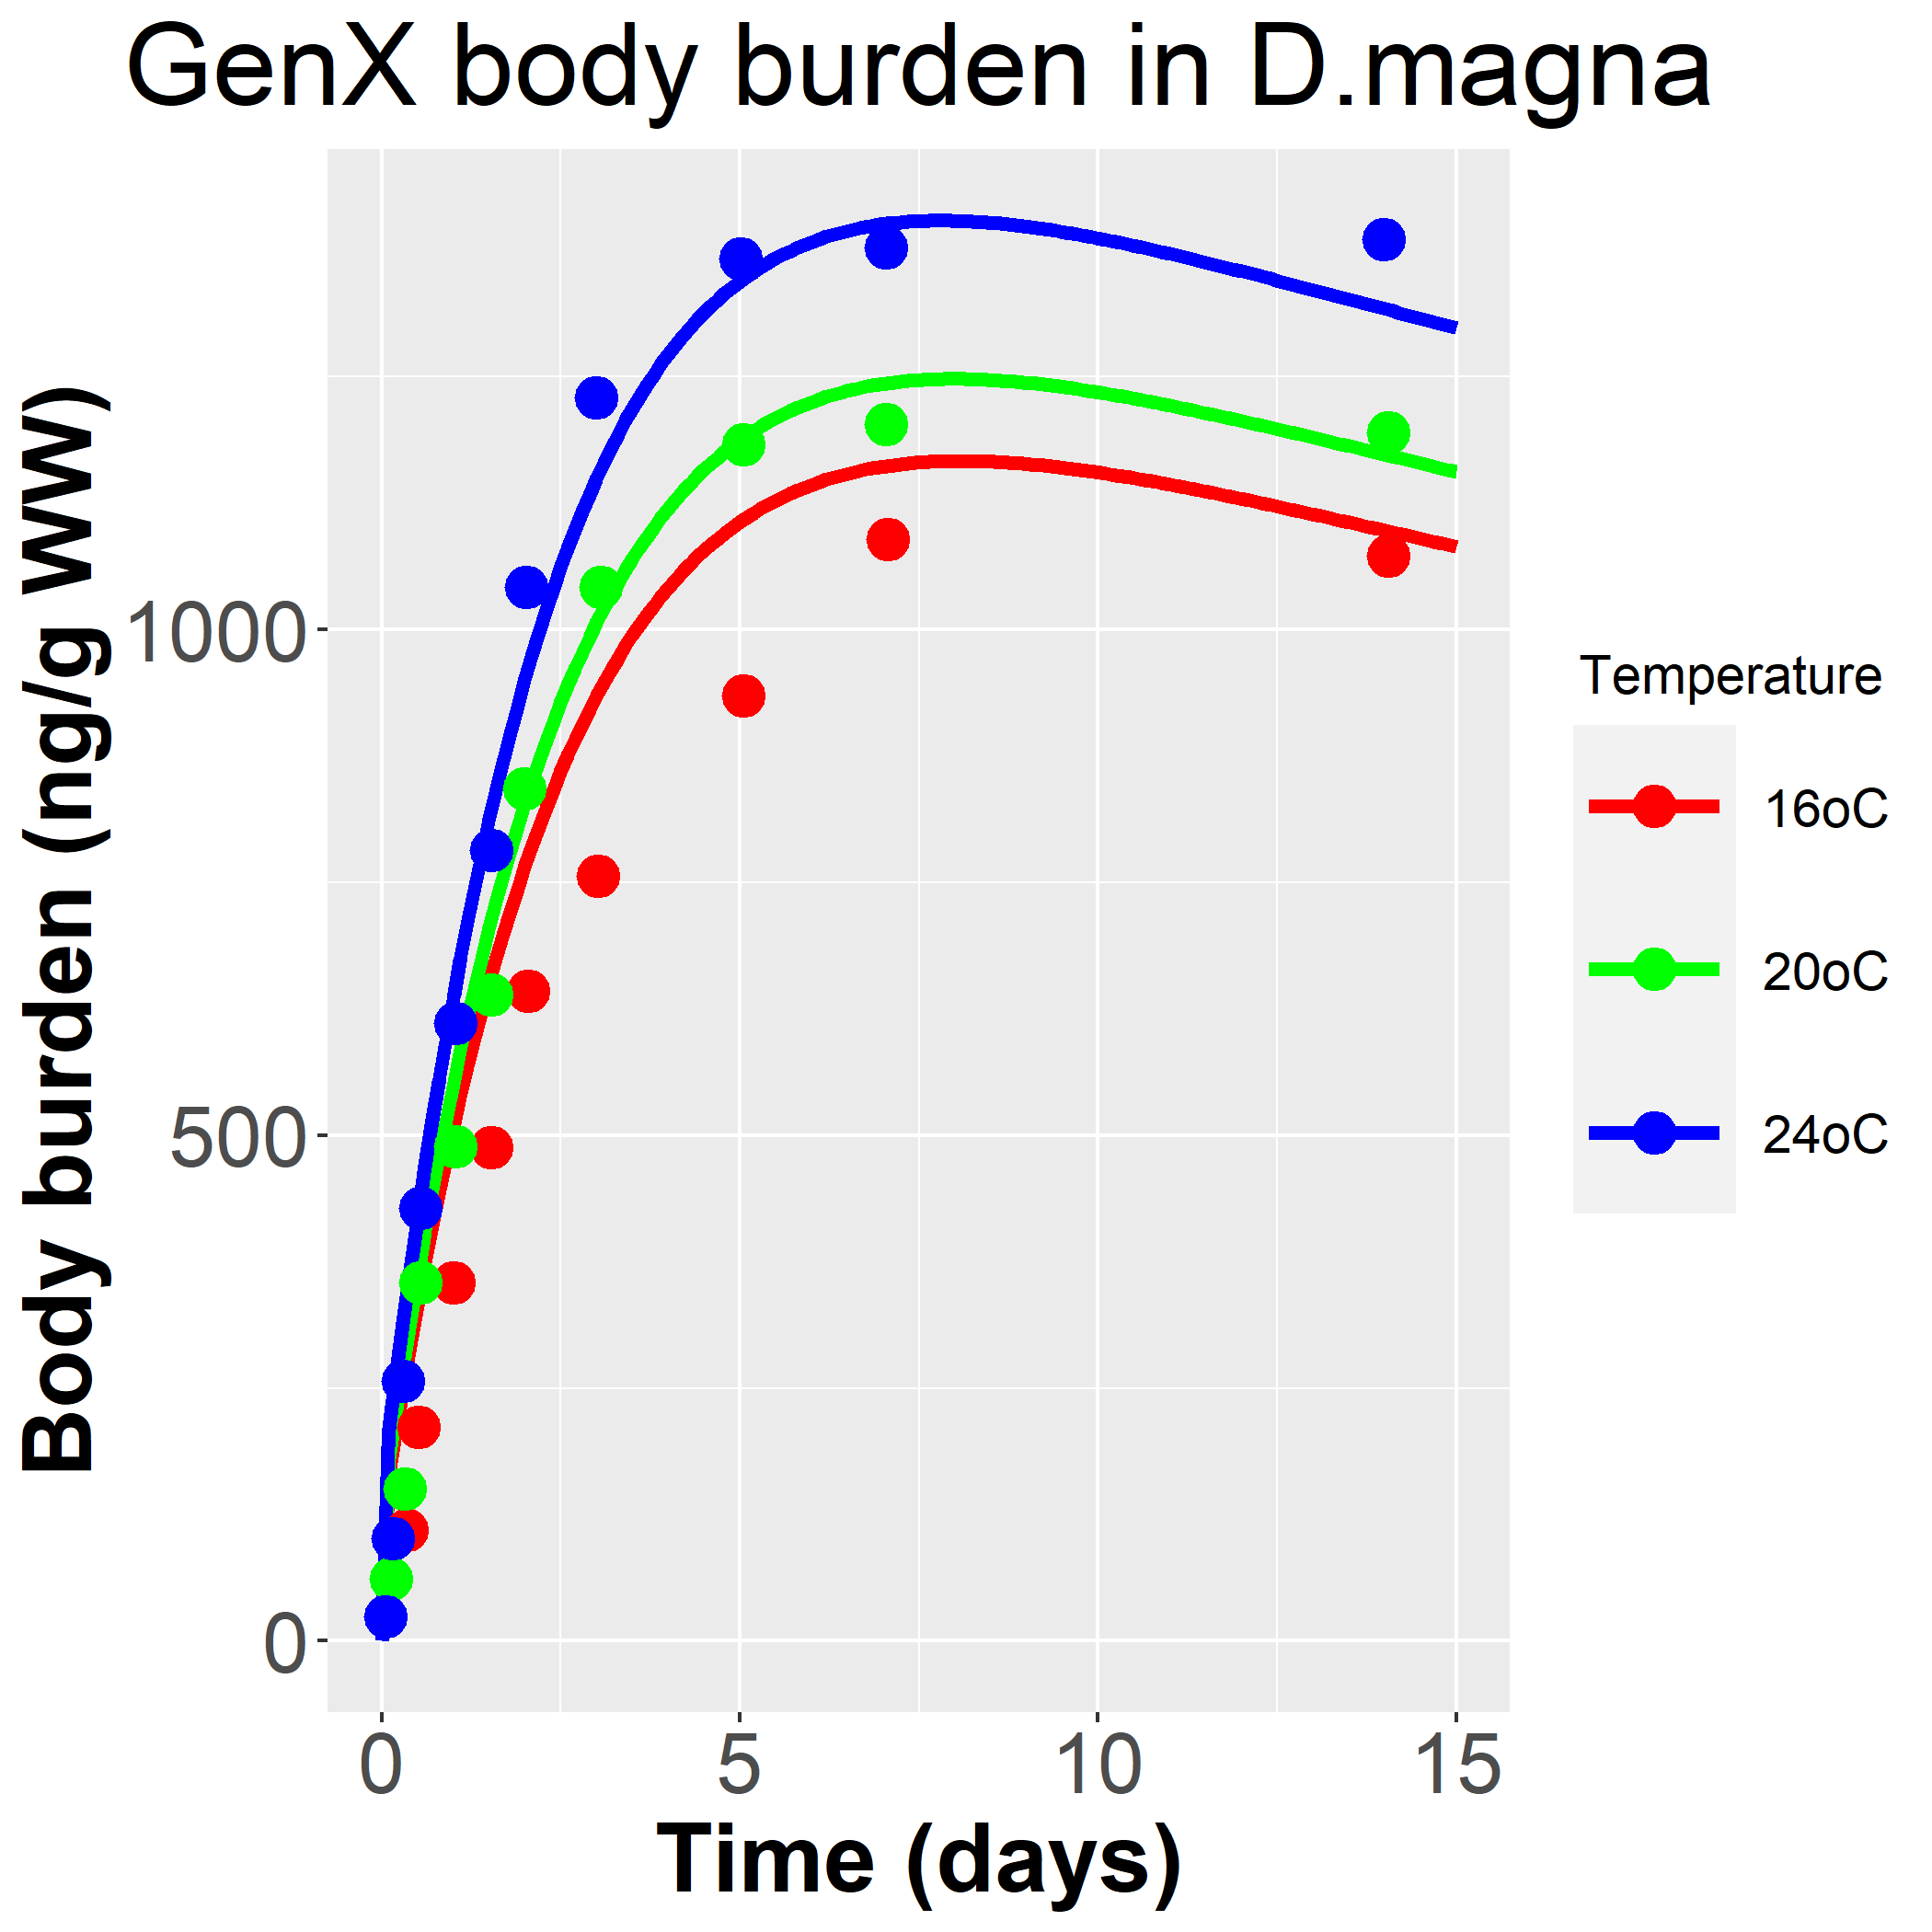 GenX body burden in D.magna
Body burden (ng/g WW)
1000
500
0
0 5 10 15
Time (days)
Temperature
16oC
20oC
24oC